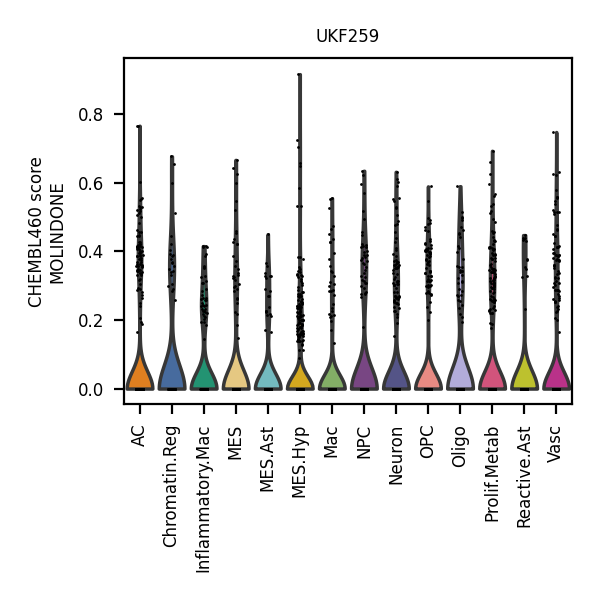 UKF259
CHEMBL460 score
MOLINDONE
0.8
0.6
0.4
0.2
0.0
AC
Chromatin.Reg
Inflammatory.Mac
MES
MES.Ast
MES.Hyp
Mac
NPC
Neuron
OPC
Oligo
Prolif.Metab
Reactive.Ast
Vasc